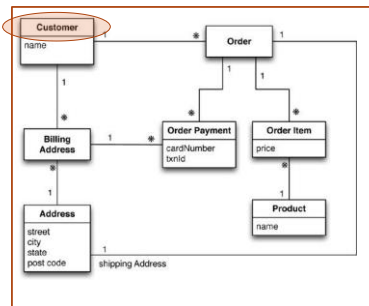 Customer
name
1
*
Order
1
1
*
1
1
*
*
Billing
Address
1
*
Order Payment
cardNumber
txnId
Order Item
price
*
1
*
1
Address
street
city
state
post code
Product
name
1
shipping Address